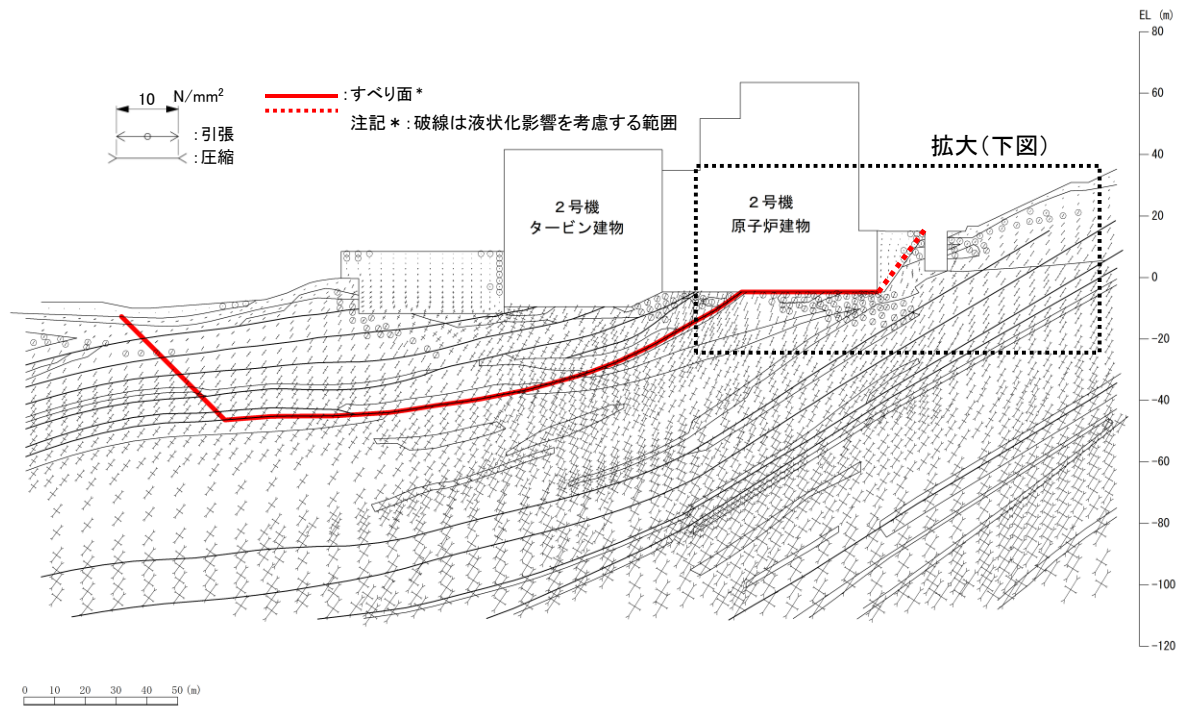 EL (m)
80
60
40
20
0
-20
-40
-60
-80
-100
-120
10 N/mm²
:引張
:圧縮
:すべり面*
注記*:破線は液状化影響を考慮する範囲
拡大(下図)
2号機
タービン建物
2号機
原子炉建物
0 10 20 30 40 50 (m)